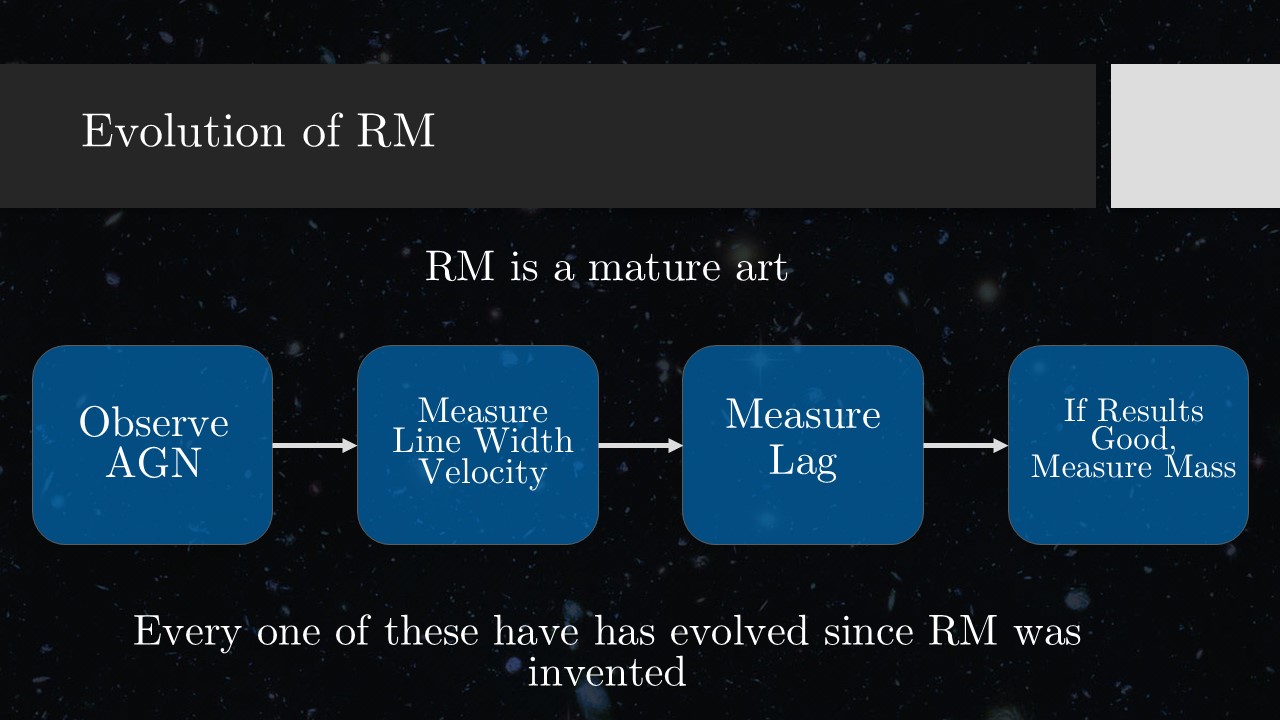 Evolution of RM
RM is a mature art
Observe
AGN
Measure
Line Width
Velocity
Measure
Lag
If Results
Good,
Measure Mass
Every one of these have has evolved since RM was
invented